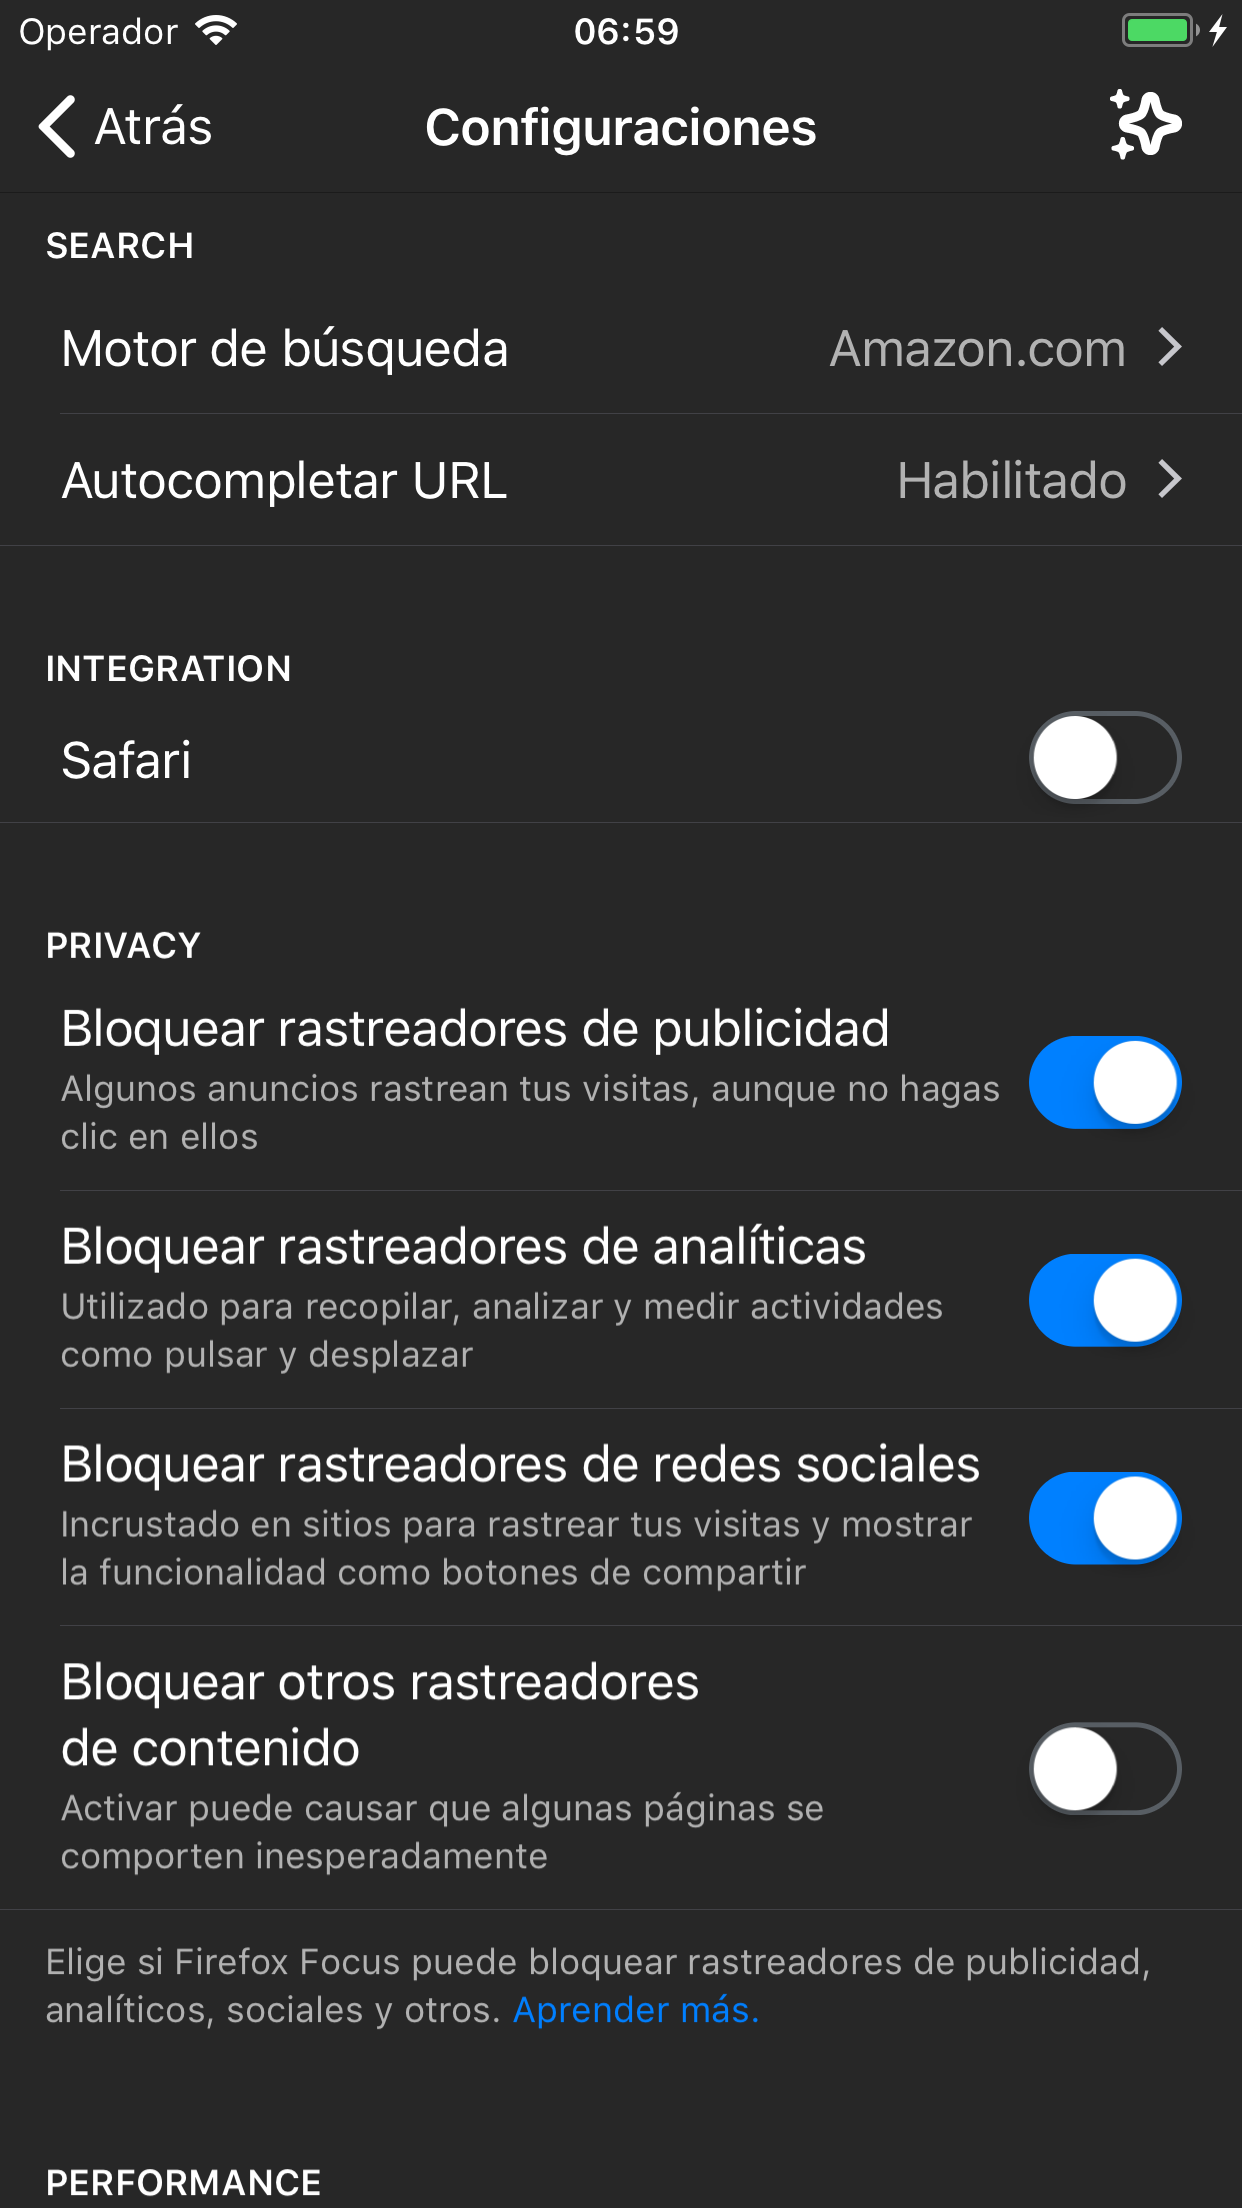 Operador
06:59
Atrás
Configuraciones
SEARCH
Motor de búsqueda
Amazon.com
Autocompletar URL
Habilitado
INTEGRATION
Safari
PRIVACY
Bloquear rastreadores de publicidad
Algunos anuncios rastrean tus visitas, aunque no hagas
clic en ellos
Bloquear rastreadores de analíticas
Utilizado para recopilar, analizar y medir actividades
como pulsar y desplazar
Bloquear rastreadores de redes sociales
Incrustado en sitios para rastrear tus visitas y mostrar
la funcionalidad como botones de compartir
Bloquear otros rastreadores
de contenido
Activar puede causar que algunas páginas se
comporten inesperadamente
Elige si Firefox Focus puede bloquear rastreadores de publicidad,
analíticos, sociales y otros. Aprender más.
PERFORMANCE